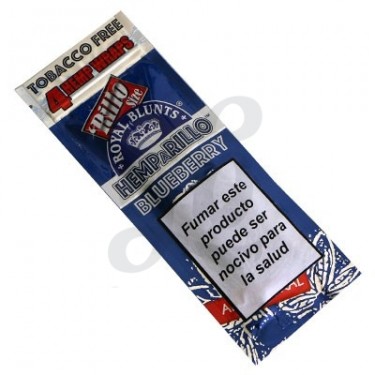 TOBACCO FREE
4 HEMP WRAPS
'Rillo
Size
ROYAL BLUNTS
HEMPARILLO
BLUEBERRY
Fumar este
producto
puede ser
nocivo para
la salud